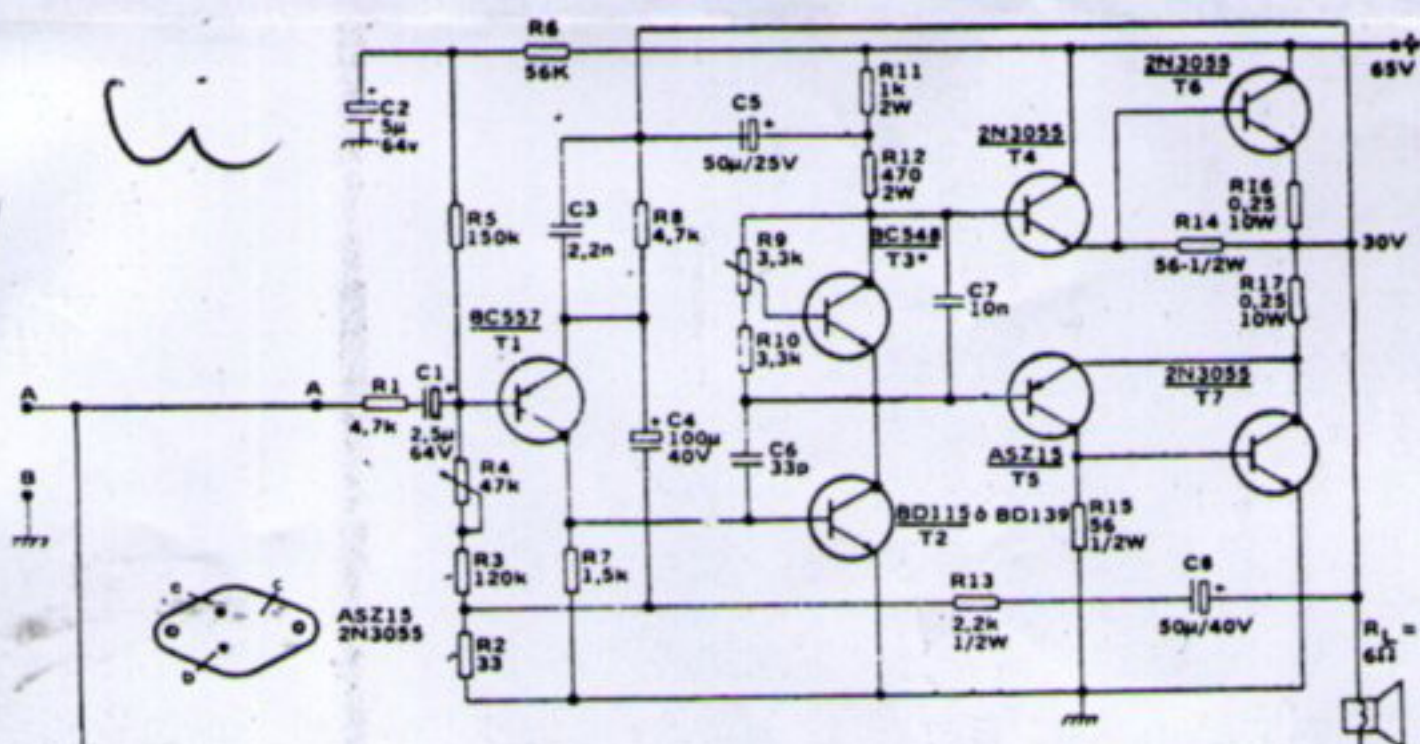 R6
56K
65V
C2
5µ
64v
R11
1k
2W
2N3055
T6
C5
50µ/25V
2N3055
T4
R12
470
2W
R5
150k
C3
2,2n
R8
4,7k
R9
3,3k
BC548
T3*
R14
56-1/2W
R16
0,25
10W
30V
C7
10n
R17
0,25
10W
BC557
T1
R10
3,3k
2N3055
T7
A
A
R1
4,7k
C1
2,5µ
64V
C4
100µ
40V
C6
33p
ASZ15
T5
B
R4
47k
BD115 ó BD139
T2
R15
56
1/2W
R3
120k
R7
1,5k
R13
2,2k
1/2W
C8
50µ/40V
C
ASZ15
2N3055
D
R2
33
R
L
=
6Ω